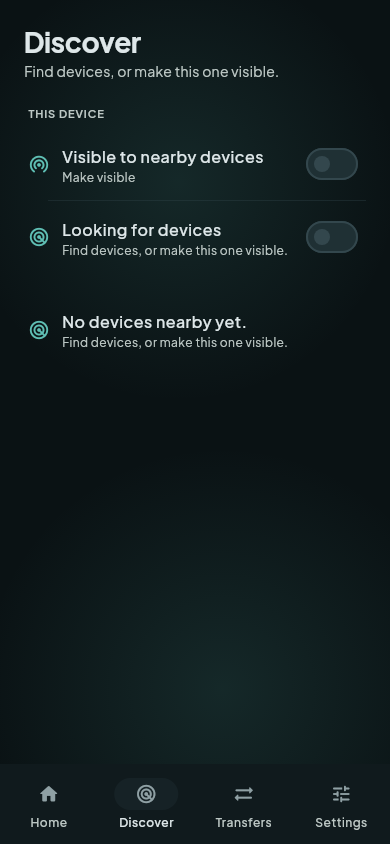 Discover
Find devices, or make this one visible.
THIS DEVICE
Visible to nearby devices
Make visible
Looking for devices
Find devices, or make this one visible.
No devices nearby yet.
Find devices, or make this one visible.
Home
Discover
Transfers
Settings